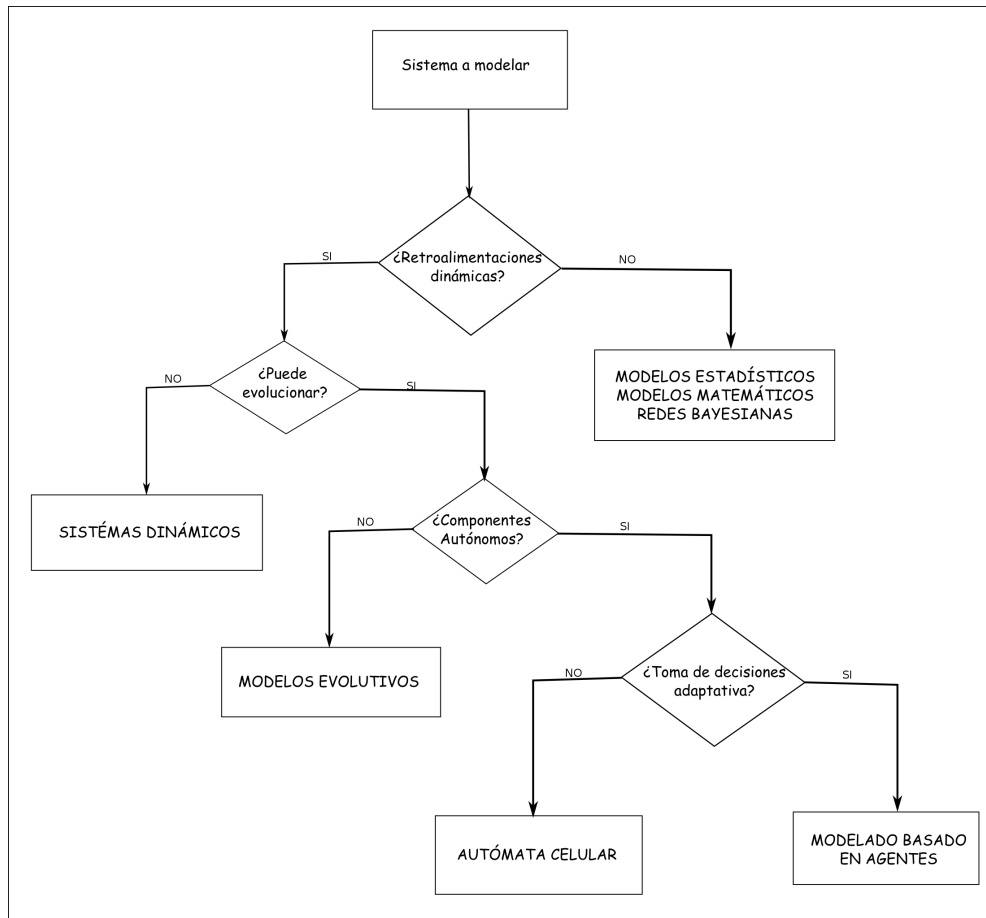 Sistema a modelar
¿Retroalimentaciones
dinámicas?
SI
NO
MODELOS ESTADÍSTICOS
MODELOS MATEMÁTICOS
REDES BAYESIANAS
¿Puede
evolucionar?
NO
SI
SISTÉMAS DINÁMICOS
¿Componentes
Autónomos?
NO
SI
MODELOS EVOLUTIVOS
¿Toma de decisiones
adaptativa?
NO
SI
AUTÓMATA CELULAR
MODELADO BASADO
EN AGENTES